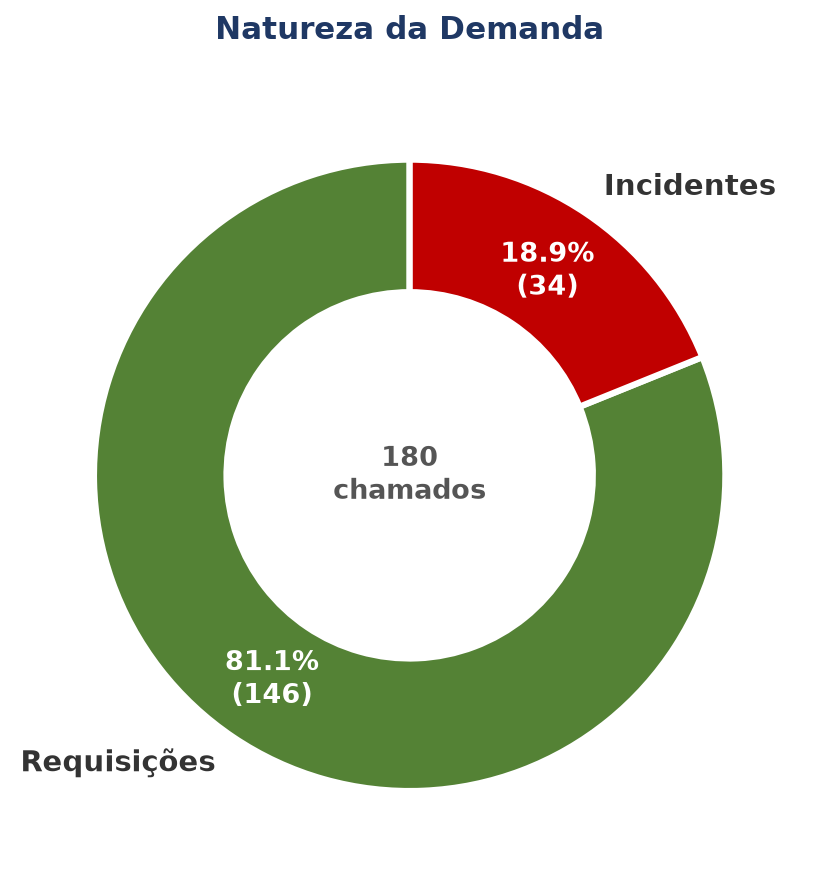 Natureza da Demanda
Incidentes
18.9%
(34)
180
chamados
81.1%
(146)
Requisições